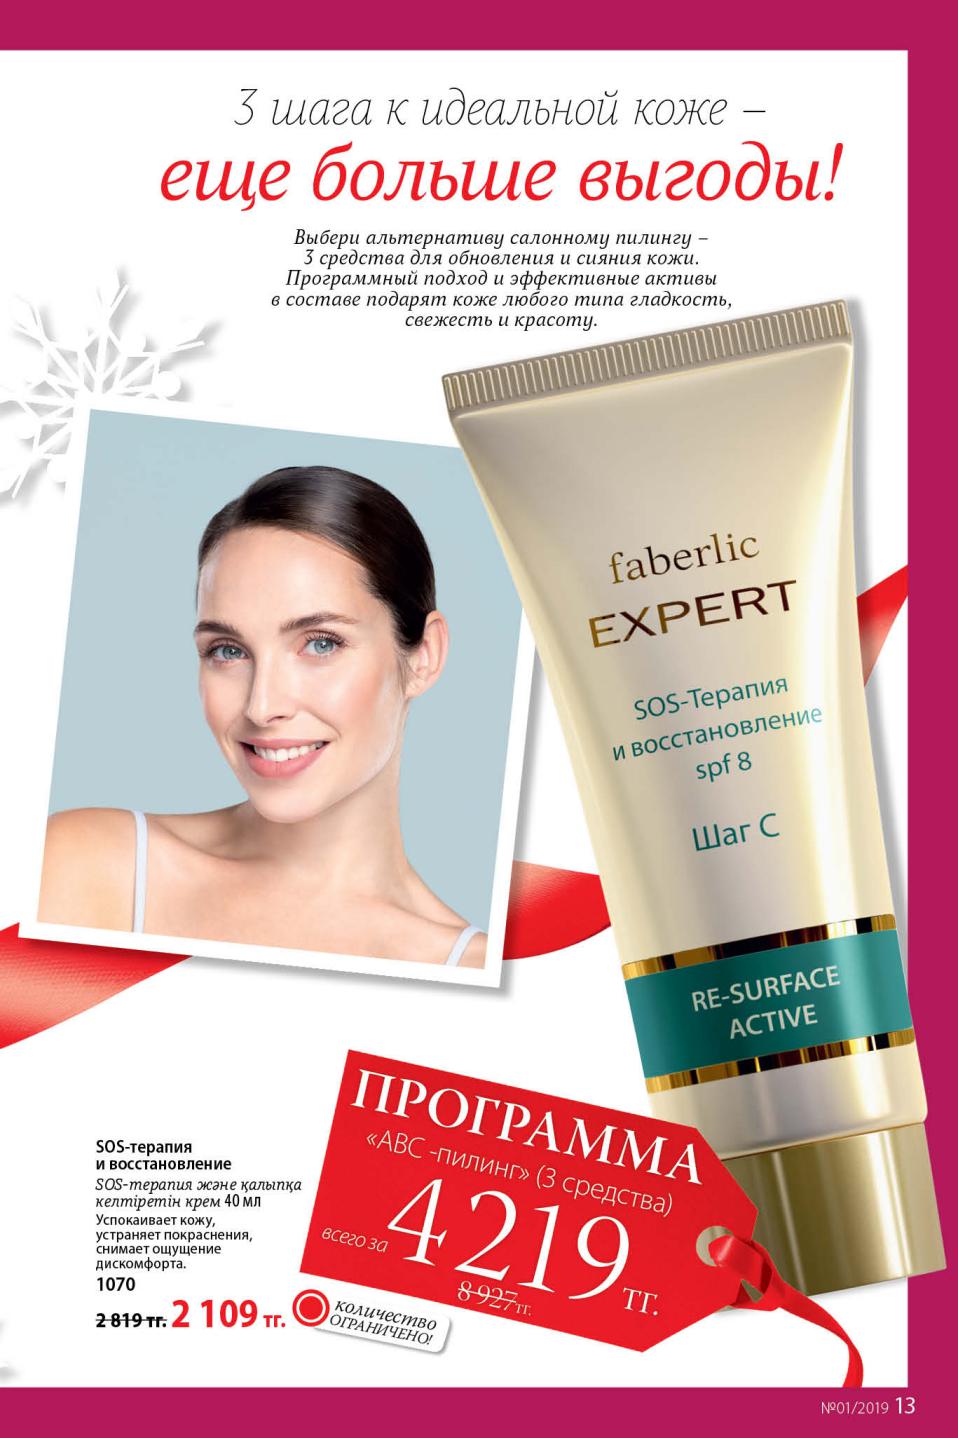 3 шага к идеальной коже –
еще больше выгоды!
Выбери альтернативу салонному пилингу –
3 средства для обновления и сияния кожи.
Программный подход и эффективные активы
в составе подарят коже любого типа гладкость,
свежесть и красоту.
faberlic
EXPERT
SOS-Терапия
и восстановление
spf 8
Шаг С
RE-SURFACE
ACTIVE
SOS-терапия
и восстановление
SOS-терапия және қалыпқа
келтіретін крем 40 мл
Успокаивает кожу,
устраняет покраснения,
снимает ощущение
дискомфорта.
1070
2 819 тг. 2 109 тг.
количество
ОГРАНИЧЕНО!
ПРОГРАММА
«АВС -пилинг» (3 средства)
всего за 4 219 тг.
8 927 тг.
№01/2019 13